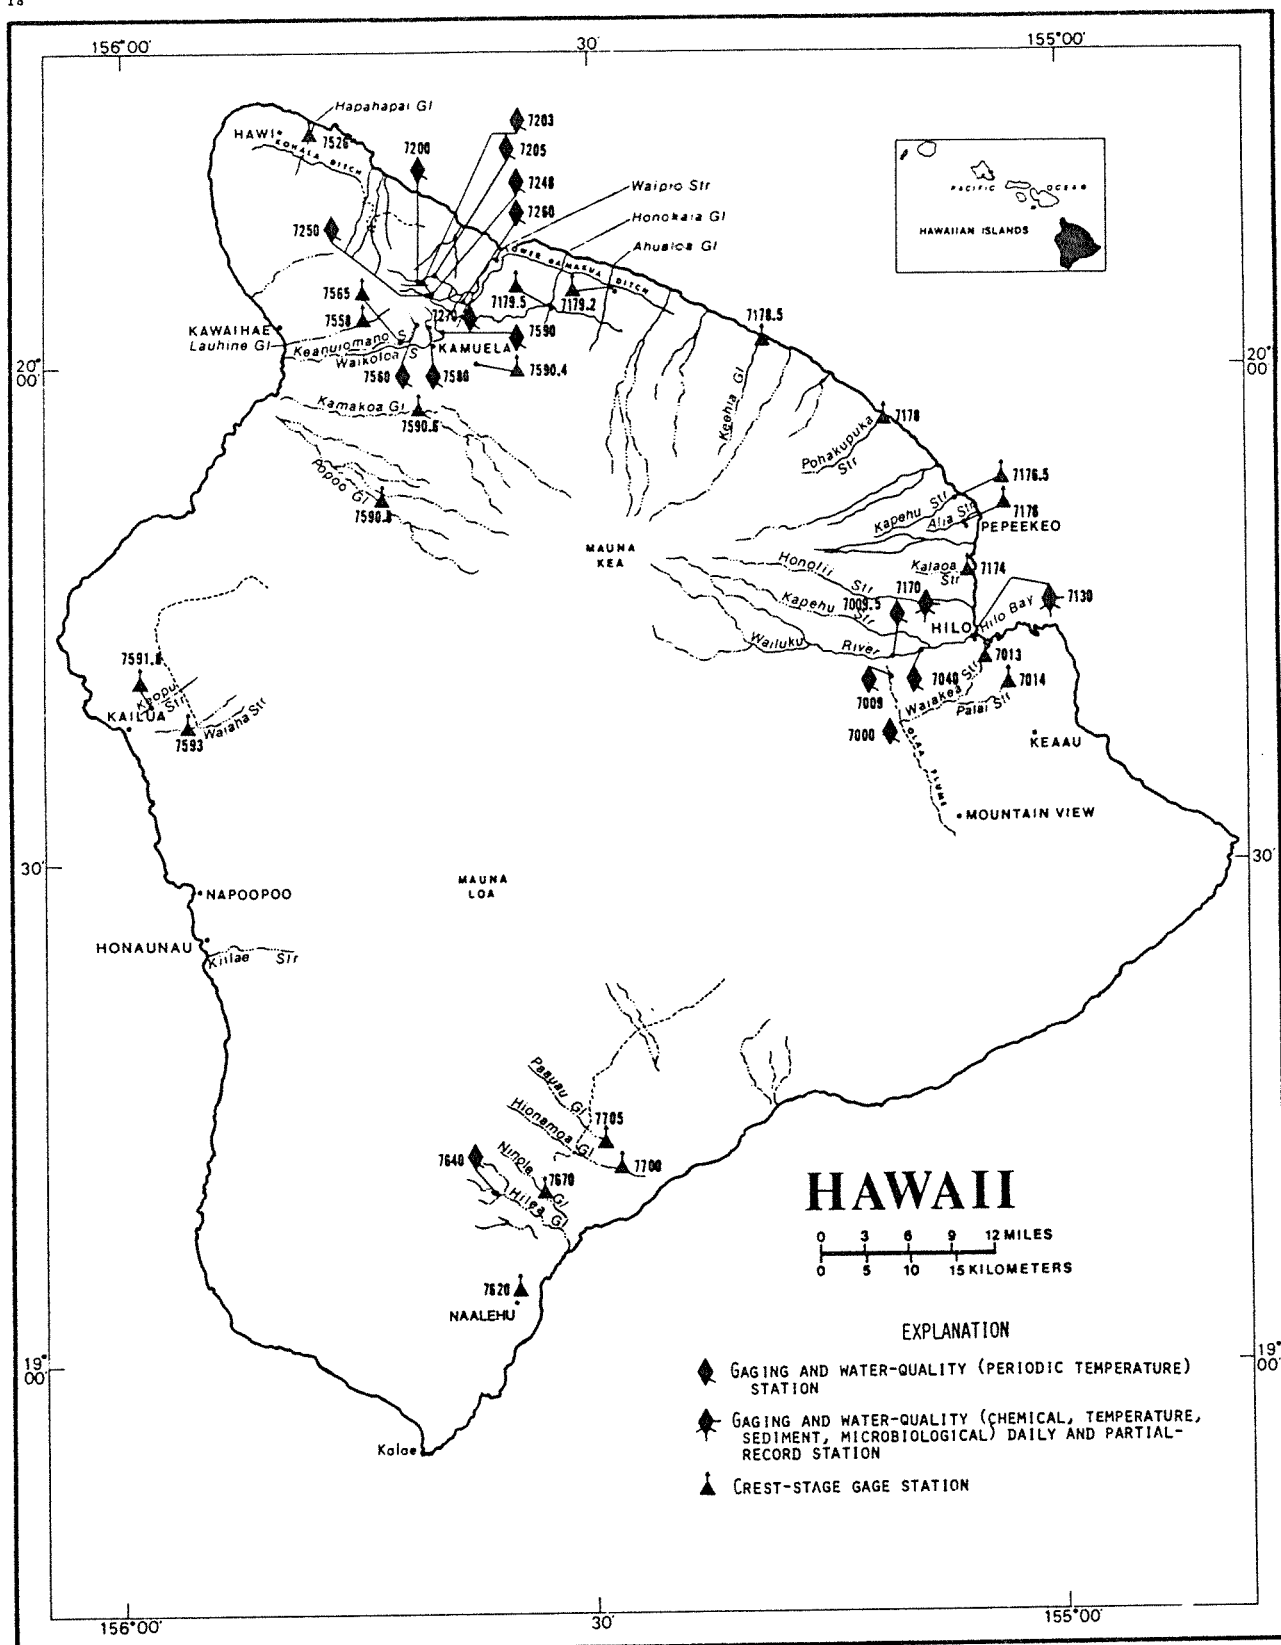 18
156°00'
30'
155°00'
Hapahapai Gl
HAWI
7526
KOHALA DITCH
7200
7203
7205
7248
7260
Waipio Str
Honokaia Gl
Ahualoa Gl
PACIFIC OCEAN
HAWAIIAN ISLANDS
7250
LOWER HAMAKUA DITCH
7565
7558
7179.5
7179.2
7270
7178.5
KAWAIHAE
Lauhine Gl
Keanuiomano S
Waikoloa S
KAMUELA
7590
7590.4
20°
00'
20°
00'
7560
7580
Kamakoa Gl
7590.6
Keehia Gl
7178
Pohakupuka
Str
Popoo Gl
7590.8
7176.5
Kapehu Str
Alia Str
7176
PEPEEKEO
MAUNA
KEA
Honolii
Str
Kalaoa
Str
7174
7170
Kapehu
Str
7009.5
HILO
Hilo Bay
7130
Wailuku River
7013
7591.8
Keopu
Str
KAILUA
7593
Waiaha Str
7009
7040
Waiakea Str
7014
Palai Str
7000
OLAA FLUME
KEAAU
MOUNTAIN VIEW
30'
30'
MAUNA
LOA
NAPOOPOO
HONAUNAU
Kiilae Str
Paauau Gl
Hionamoa Gl
7705
7700
7640
Ninole Gl
7670
Hilea Gl
HAWAII
0 3 6 9 12 MILES
0 5 10 15 KILOMETERS
7620
NAALEHU
EXPLANATION
19°
00'
19°
00'
GAGING AND WATER-QUALITY (PERIODIC TEMPERATURE)
STATION
GAGING AND WATER-QUALITY (CHEMICAL, TEMPERATURE,
SEDIMENT, MICROBIOLOGICAL) DAILY AND PARTIAL-
RECORD STATION
CREST-STAGE GAGE STATION
Kalae
156°00'
30'
155°00'